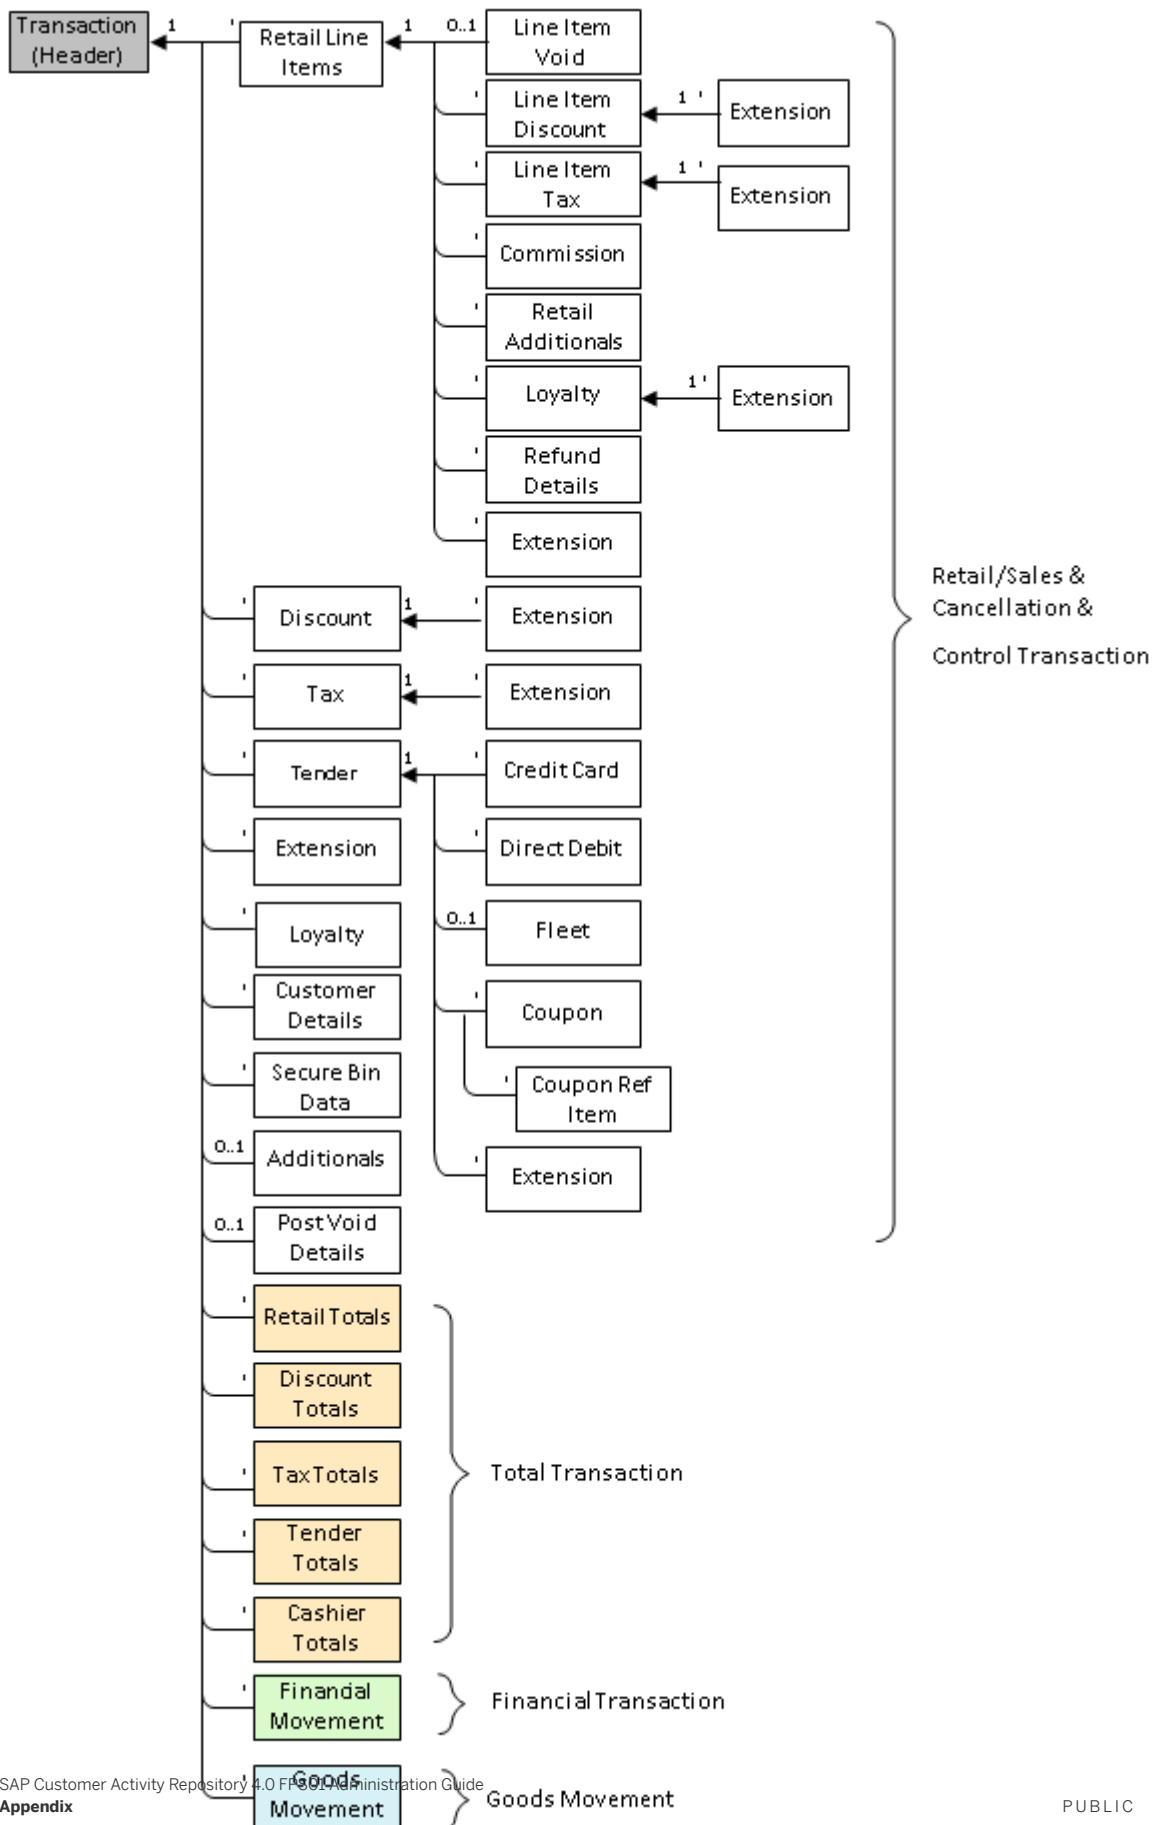 Transaction
(Header)
1
'
Retail Line
Items
1
0..1
Line Item
Void
'
Line Item
Discount
1 '
Extension
'
Line Item
Tax
1 '
Extension
'
Commission
'
Retail
Additionals
'
Loyalty
1 '
Extension
'
Refund
Details
'
Extension
Retail/Sales &
Cancellation &
Control Transaction
'
Discount
1
'
Extension
'
Tax
1
'
Extension
'
Tender
1
'
Credit Card
'
Extension
'
Direct Debit
'
Loyalty
0..1
Fleet
'
Customer
Details
'
Coupon
'
Secure Bin
Data
'
Coupon Ref
Item
0..1
Additionals
'
Extension
0..1
Post Void
Details
'
Retail Totals
'
Discount
Totals
'
Tax Totals
Total Transaction
'
Tender
Totals
'
Cashier
Totals
'
Financial
Movement
Financial Transaction
'
Goods
Movement
Goods Movement
SAP Customer Activity Repository 4.0 FPS01 Administration Guide
Appendix
PUBLIC